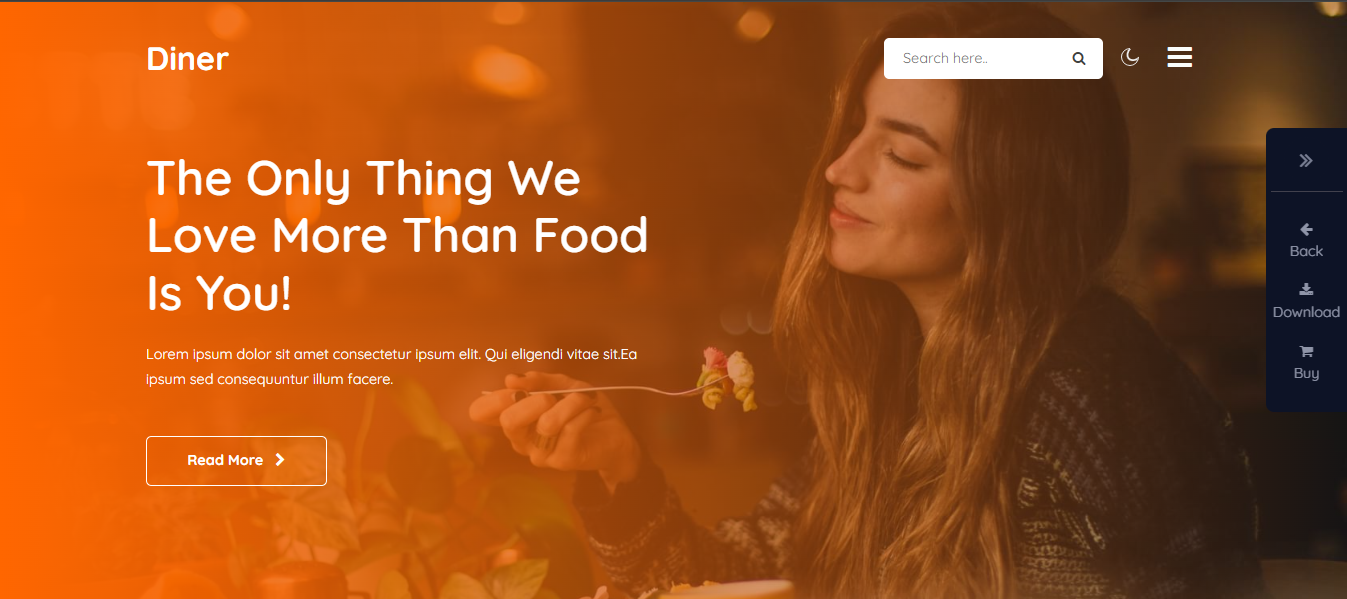 Diner
Search here..
The Only Thing We
Love More Than Food
Is You!
Lorem ipsum dolor sit amet consectetur ipsum elit. Qui eligendi vitae sit.Ea
ipsum sed consequuntur illum facere.
Read More
Back
Download
Buy